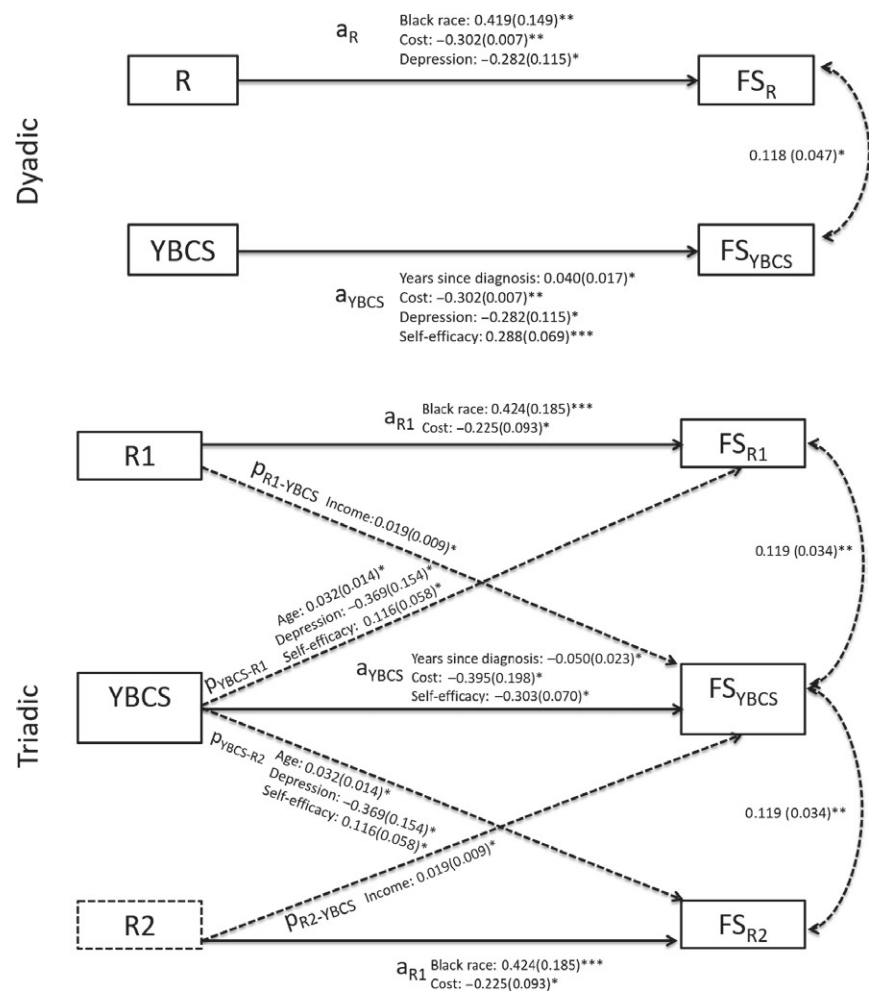 Dyadic
a_R
Black race: 0.419(0.149)**
Cost: −0.302(0.007)**
Depression: −0.282(0.115)*
R
FS_R
0.118 (0.047)*
YBCS
FS_YBCS
a_YBCS
Years since diagnosis: 0.040(0.017)*
Cost: −0.302(0.007)**
Depression: −0.282(0.115)*
Self-efficacy: 0.288(0.069)***
Triadic
a_R1
Black race: 0.424(0.185)***
Cost: −0.225(0.093)*
R1
FS_R1
p_R1-YBCS Income: 0.019(0.009)*
0.119 (0.034)**
p_YBCS-R1
Age: 0.032(0.014)*
Depression: −0.369(0.154)*
Self-efficacy: 0.116(0.058)*
a_YBCS
Years since diagnosis: −0.050(0.023)*
Cost: −0.395(0.198)*
Self-efficacy: −0.303(0.070)*
YBCS
FS_YBCS
p_YBCS-R2
Age: 0.032(0.014)*
Depression: −0.369(0.154)*
Self-efficacy: 0.116(0.058)*
0.119 (0.034)**
p_R2-YBCS Income: 0.019(0.009)*
R2
FS_R2
a_R1
Black race: 0.424(0.185)***
Cost: −0.225(0.093)*